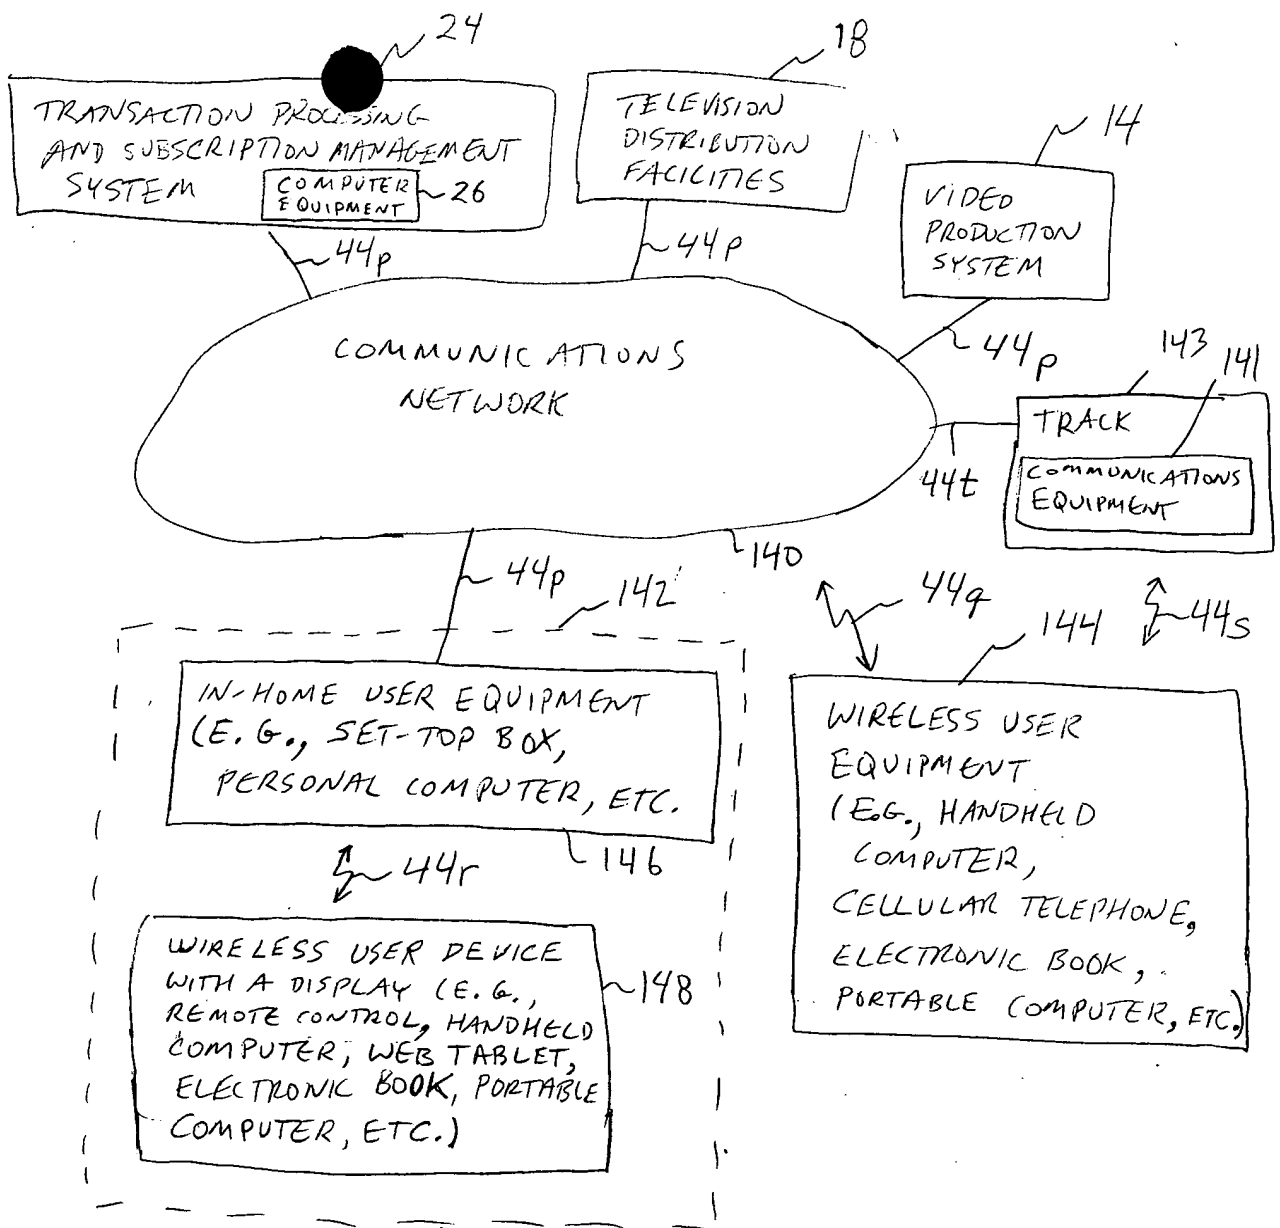 24
18
TRANSACTION PROCESSING
AND SUBSCRIPTION MANAGEMENT
SYSTEM
COMPUTER
EQUIPMENT
26
TELEVISION
DISTRIBUTION
FACILITIES
14
VIDEO
PRODUCTION
SYSTEM
44p
44p
44p
COMMUNICATIONS
NETWORK
143
141
TRACK
COMMUNICATIONS
EQUIPMENT
44t
140
44p
142
44q
144
44s
IN-HOME USER EQUIPMENT
(E.G., SET-TOP BOX,
PERSONAL COMPUTER, ETC.
146
44r
WIRELESS USER DEVICE
WITH A DISPLAY (E.G.,
REMOTE CONTROL, HANDHELD
COMPUTER, WEB TABLET,
ELECTRONIC BOOK, PORTABLE
COMPUTER, ETC.)
148
WIRELESS USER
EQUIPMENT
(E.G., HANDHELD
COMPUTER,
CELLULAR TELEPHONE,
ELECTRONIC BOOK,
PORTABLE COMPUTER, ETC.)